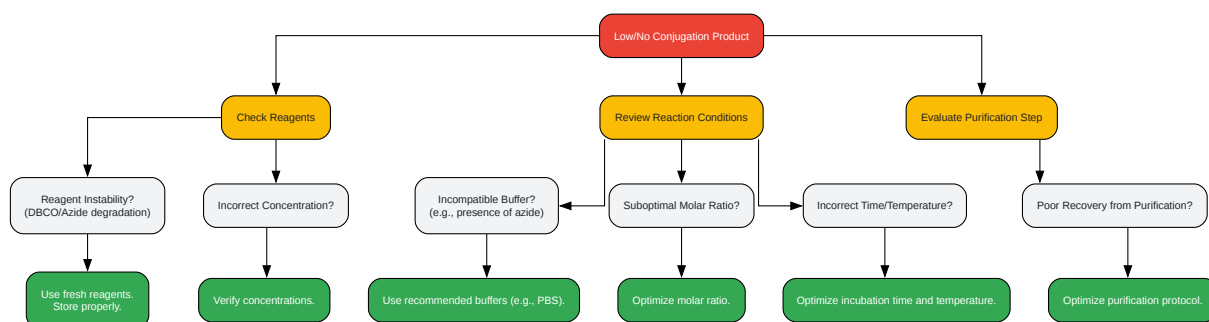 Low/No Conjugation Product
Check Reagents
Review Reaction Conditions
Evaluate Purification Step
Reagent Instability?
(DBCO/Azide degradation)
Incorrect Concentration?
Incompatible Buffer?
(e.g., presence of azide)
Suboptimal Molar Ratio?
Incorrect Time/Temperature?
Poor Recovery from Purification?
Use fresh reagents.
Store properly.
Verify concentrations.
Use recommended buffers (e.g., PBS).
Optimize molar ratio.
Optimize incubation time and temperature.
Optimize purification protocol.